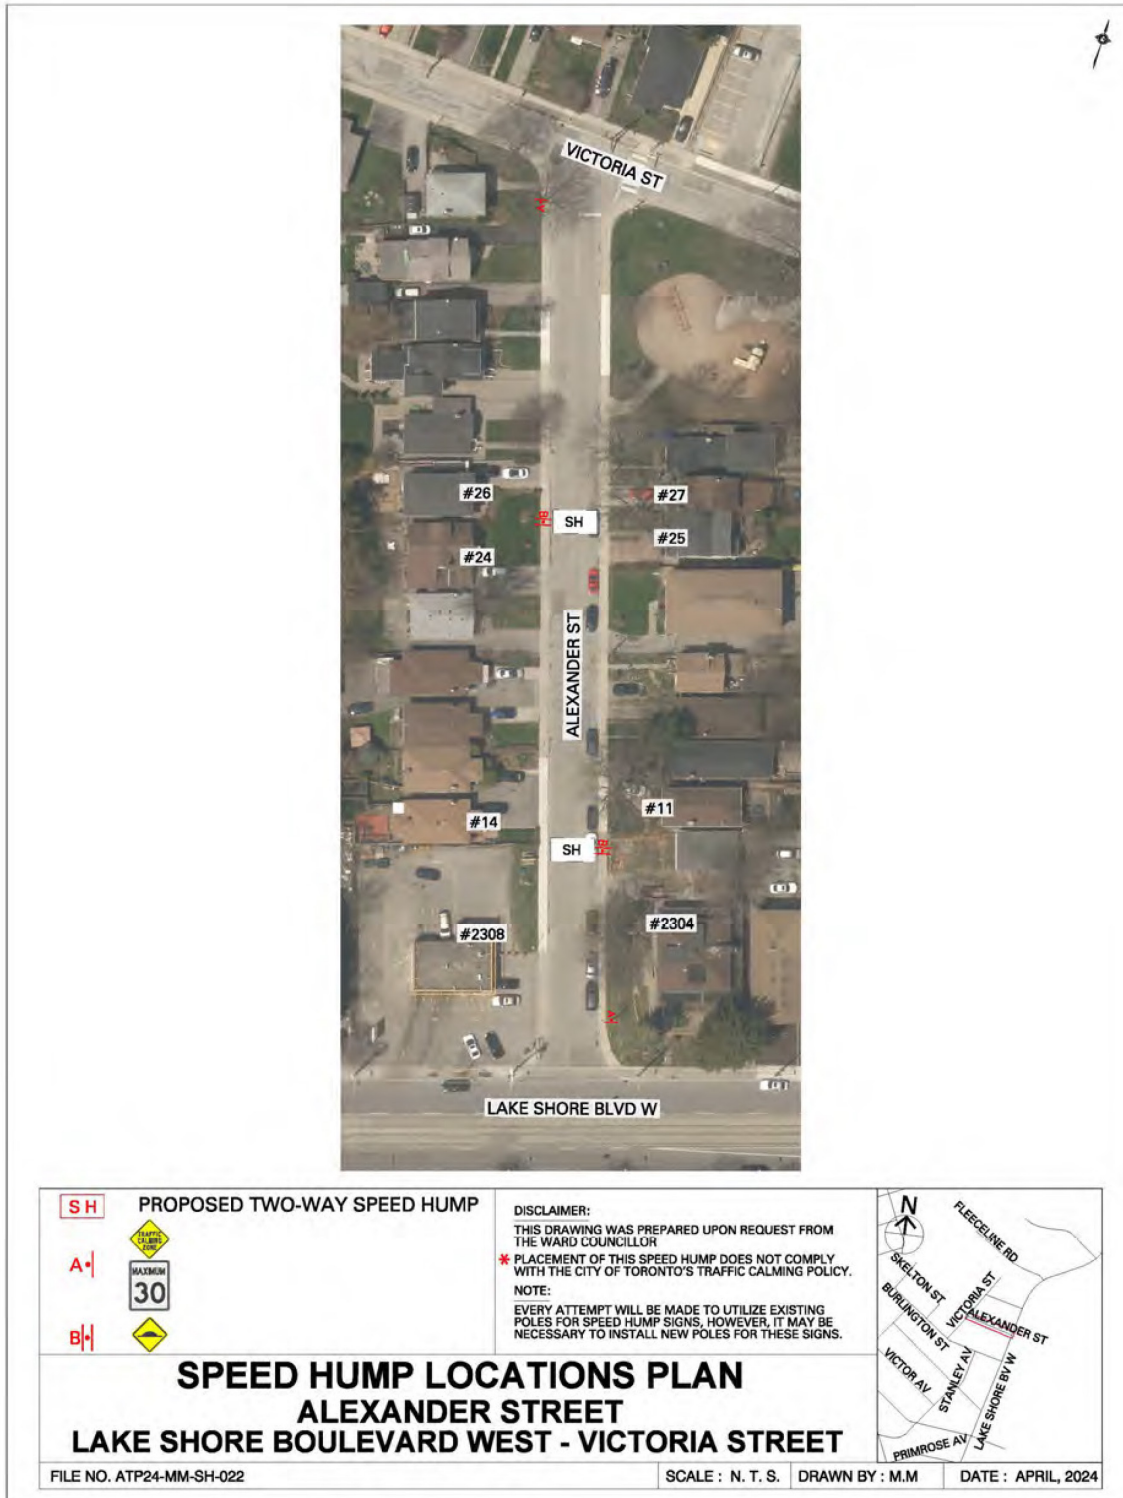 VICTORIA ST
A
#26
#27
B
SH
#25
#24
ALEXANDER ST
#11
#14
SH
B
#2304
#2308
A
LAKE SHORE BLVD W
SH
PROPOSED TWO-WAY SPEED HUMP
TRAFFIC
CALMING
ZONE
A
MAXIMUM
30
B
DISCLAIMER:
THIS DRAWING WAS PREPARED UPON REQUEST FROM
THE WARD COUNCILLOR
* PLACEMENT OF THIS SPEED HUMP DOES NOT COMPLY
WITH THE CITY OF TORONTO'S TRAFFIC CALMING POLICY.
NOTE:
EVERY ATTEMPT WILL BE MADE TO UTILIZE EXISTING
POLES FOR SPEED HUMP SIGNS, HOWEVER, IT MAY BE
NECESSARY TO INSTALL NEW POLES FOR THESE SIGNS.
N
FLEECELINE RD
SKELTON ST
VICTORIA ST
BURLINGTON ST
ALEXANDER ST
VICTOR AV
STANLEY AV
LAKE SHORE BV W
PRIMROSE AV
SPEED HUMP LOCATIONS PLAN
ALEXANDER STREET
LAKE SHORE BOULEVARD WEST - VICTORIA STREET
FILE NO. ATP24-MM-SH-022
SCALE : N. T. S.
DRAWN BY : M.M
DATE : APRIL, 2024